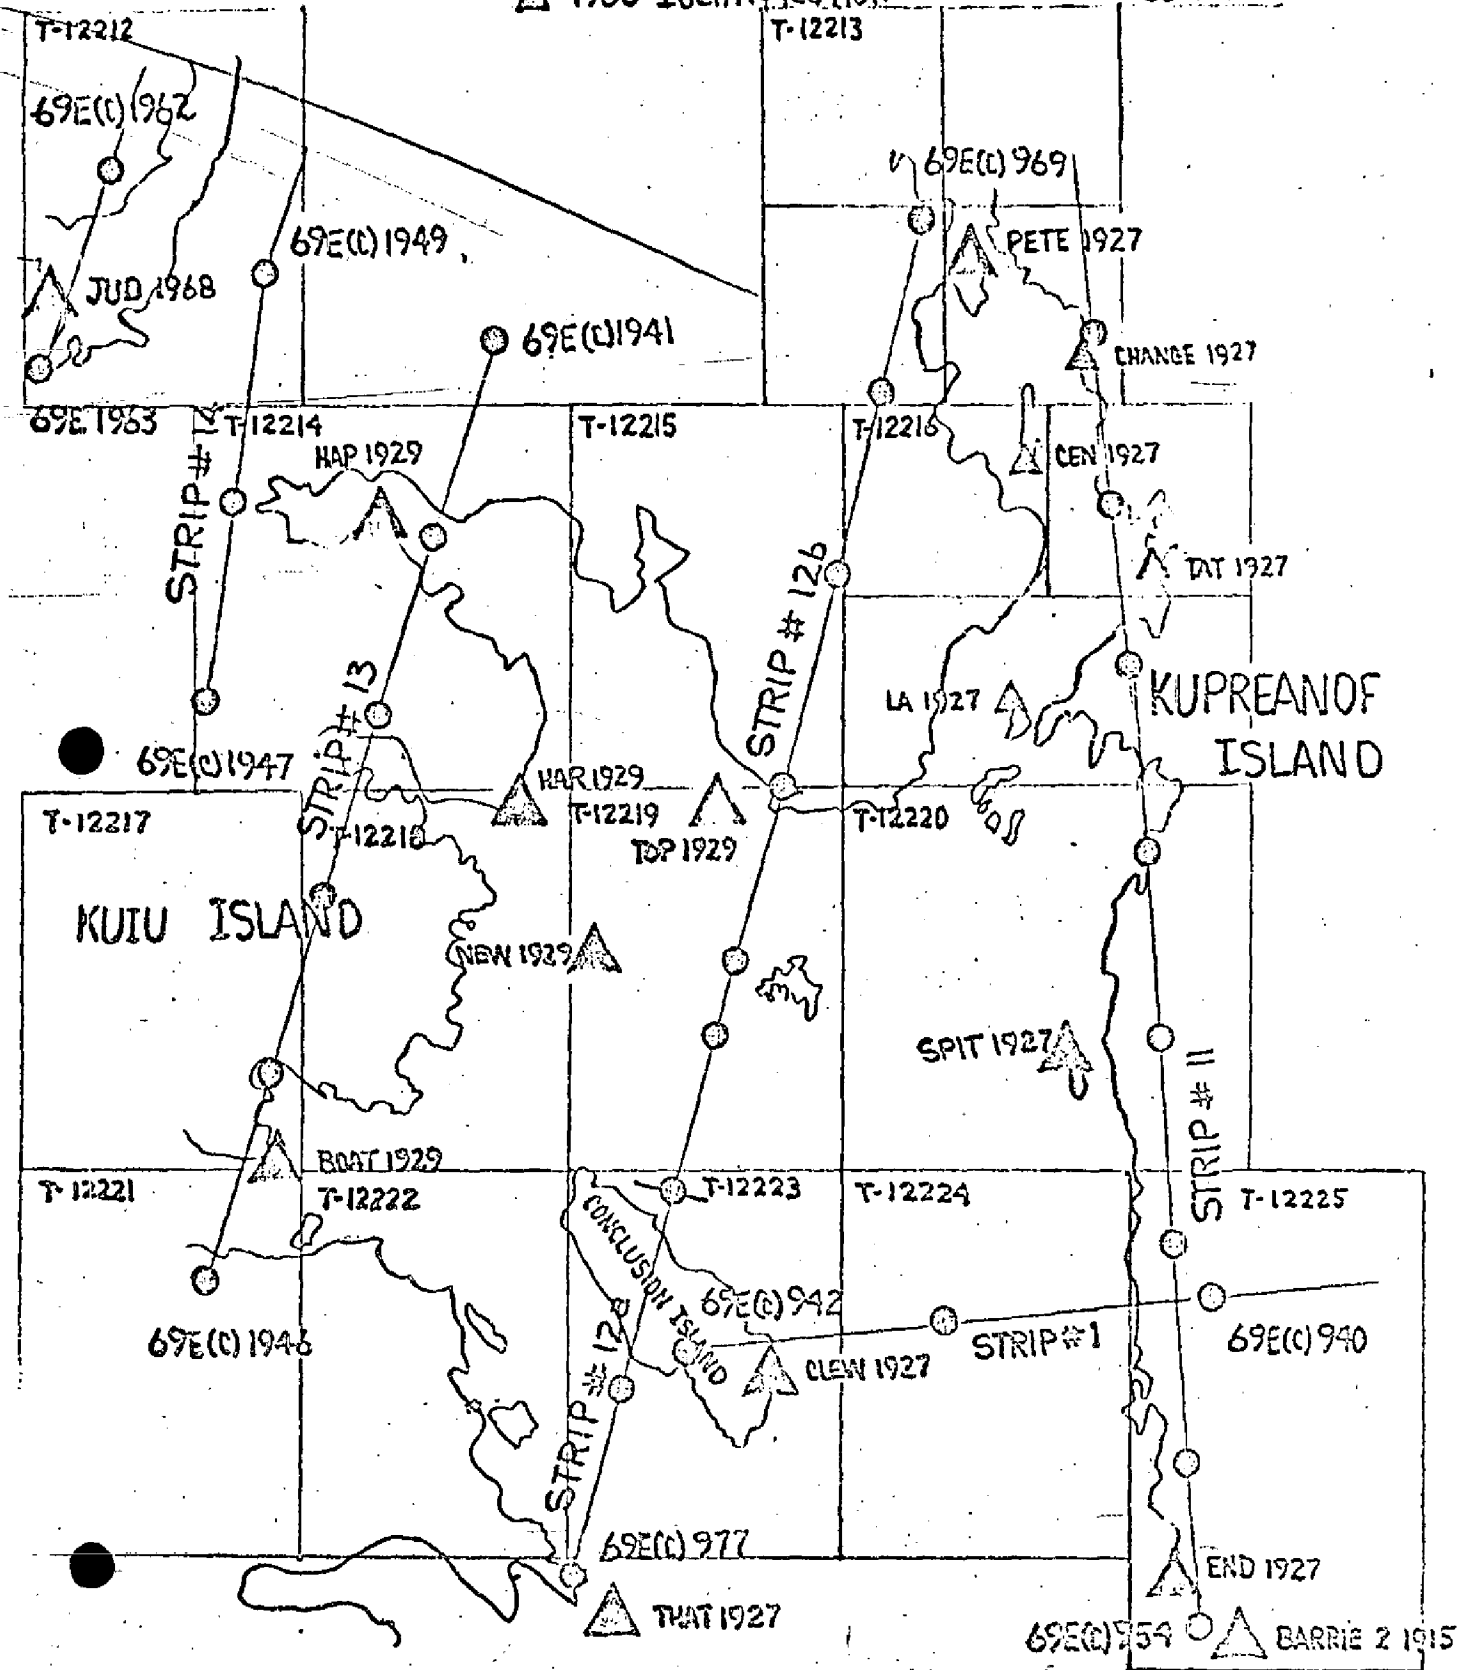 T-12212
T-12213
69E(C)1962
69E(C)969
69E(C)1949
PETE 1927
JUD 1968
69E(C)1941
CHANGE 1927
69E 1963
T-12214
T-12215
T-12216
HAP 1929
CEN 1927
STRIP # 12
STRIP # 12b
TAT 1927
STRIP # 13
LA 1927
KUPREANOF
ISLAND
69E(C)1947
HAR 1929
T-12217
T-12218
T-12219
TOP 1929
T-12220
KUIU ISLAND
NEW 1929
SPIT 1927
STRIP # 11
BOAT 1929
T-12221
T-12222
T-12223
T-12224
T-12225
CONCLUSION ISLAND
69E(C)942
69E(C)1946
STRIP # 12a
STRIP #1
69E(C)940
CLEW 1927
69E(C)977
END 1927
THAT 1927
69E(C)954
BARRIE 2 1915